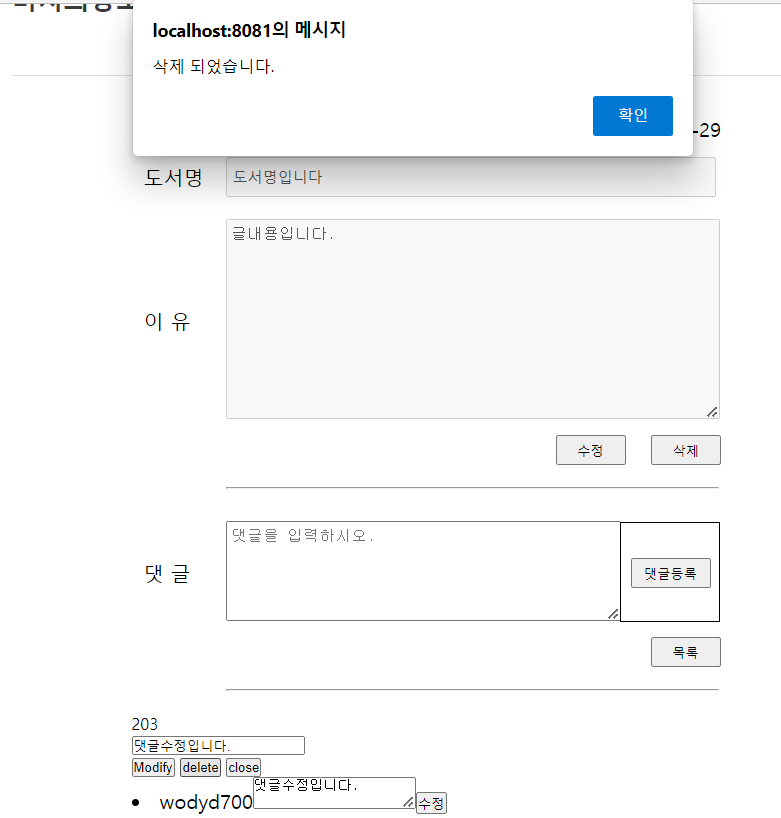 localhost:8081의 메시지
삭제 되었습니다.
확인
-29
도서명 도서명입니다
글내용입니다.
이 유
수정 삭제
댓글을 입력하시오.
댓 글 댓글등록
목록
203
댓글수정입니다.
Modify delete close
• wodyd700 댓글수정입니다. 수정